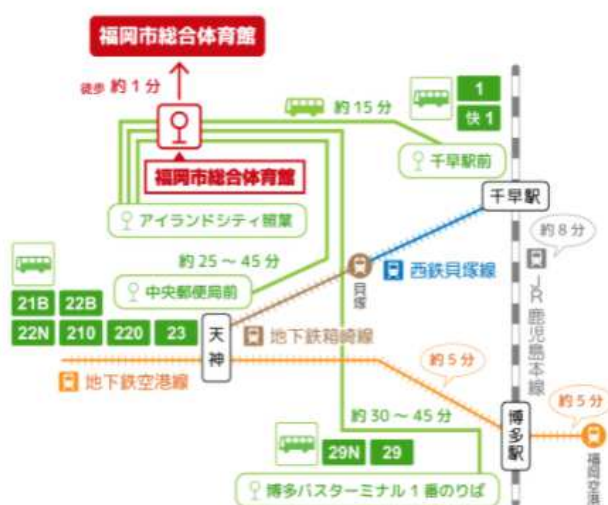 福岡市総合体育館
徒歩 約1分
約15分
1
快1
福岡市総合体育館
千早駅前
千早駅
アイランドシティ照葉
約8分
約25～45分
貝塚
西鉄貝塚線
JR鹿児島本線
21B 22B
22N 210 220 23
中央郵便局前
天神
地下鉄箱崎線
地下鉄空港線
約5分
約5分
約30～45分
博多駅
福岡空港
29N 29
博多バスターミナル1番のりば